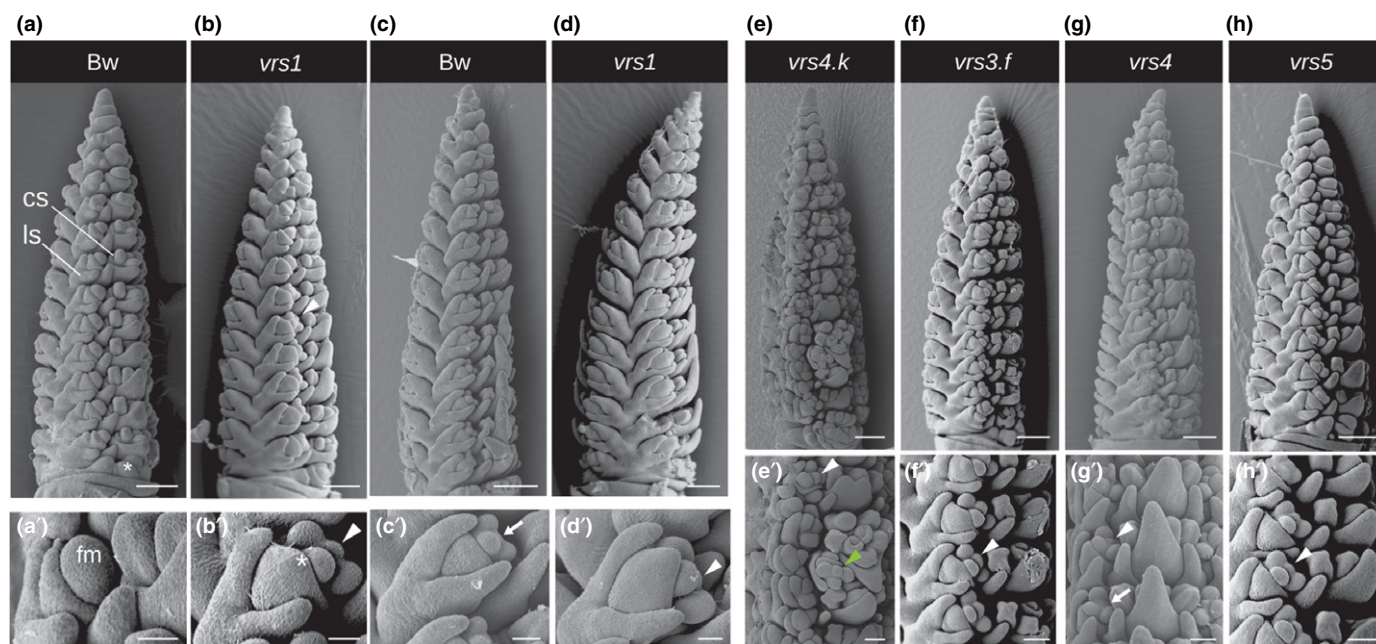 (a) (b) (c) (d) (e) (f) (g) (h)
Bw vrs1 Bw vrs1 vrs4.k vrs3.f vrs4 vrs5
cs
ls
*
(a′) (b′) (c′) (d′) (e′) (f′) (g′) (h′)
fm *